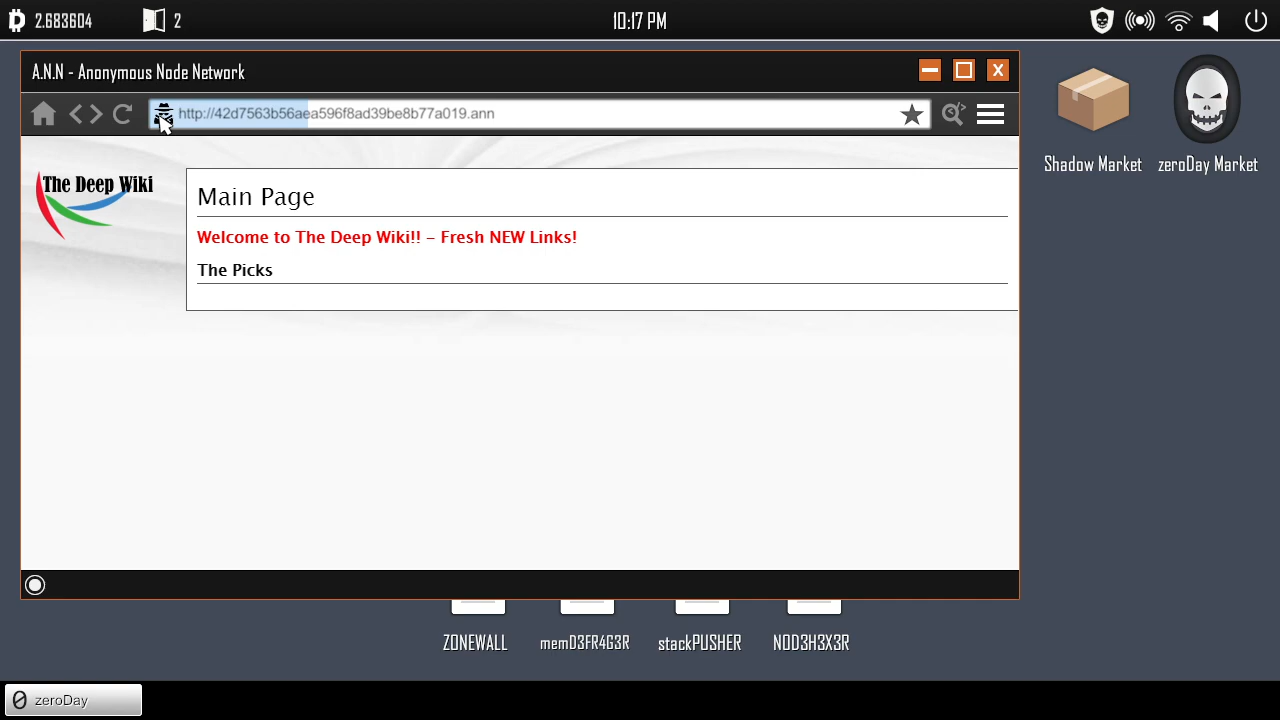 2.683604
2
10:17 PM
A.N.N - Anonymous Node Network
X
http://42d7563b56aea596f8ad39be8b77a019.ann
The Deep Wiki
Main Page
Welcome to The Deep Wiki!! - Fresh NEW Links!
The Picks
Shadow Market
zeroDay Market
ZONEWALL
memD3FR4G3R
stackPUSHER
NOD3H3X3R
zeroDay